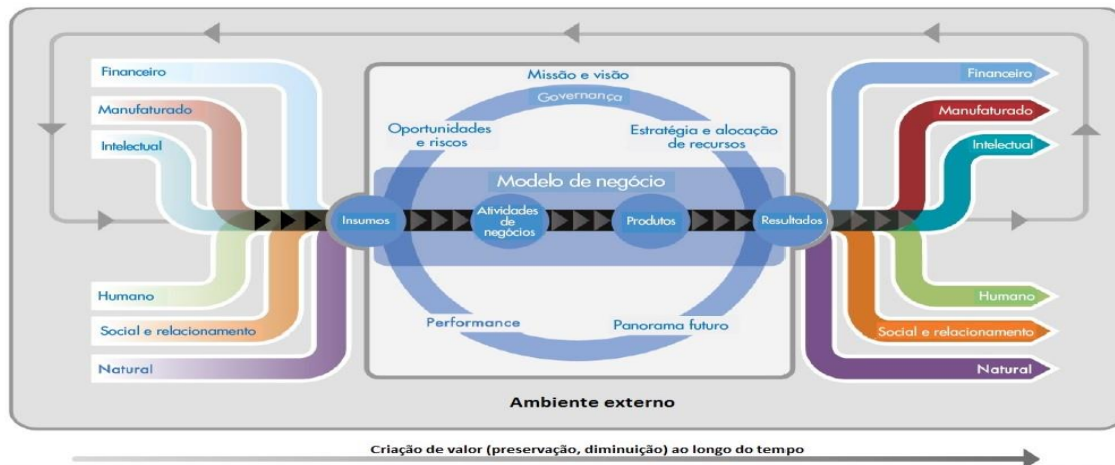 Financeiro
Manufaturado
Intelectual
Humano
Social e relacionamento
Natural
Missão e visão
Governança
Oportunidades
e riscos
Estratégia e alocação
de recursos
Modelo de negócio
Insumos
Atividades
de
negócios
Produtos
Resultados
Performance
Panorama futuro
Financeiro
Manufaturado
Intelectual
Humano
Social e relacionamento
Natural
Ambiente externo
Criação de valor (preservação, diminuição) ao longo do tempo